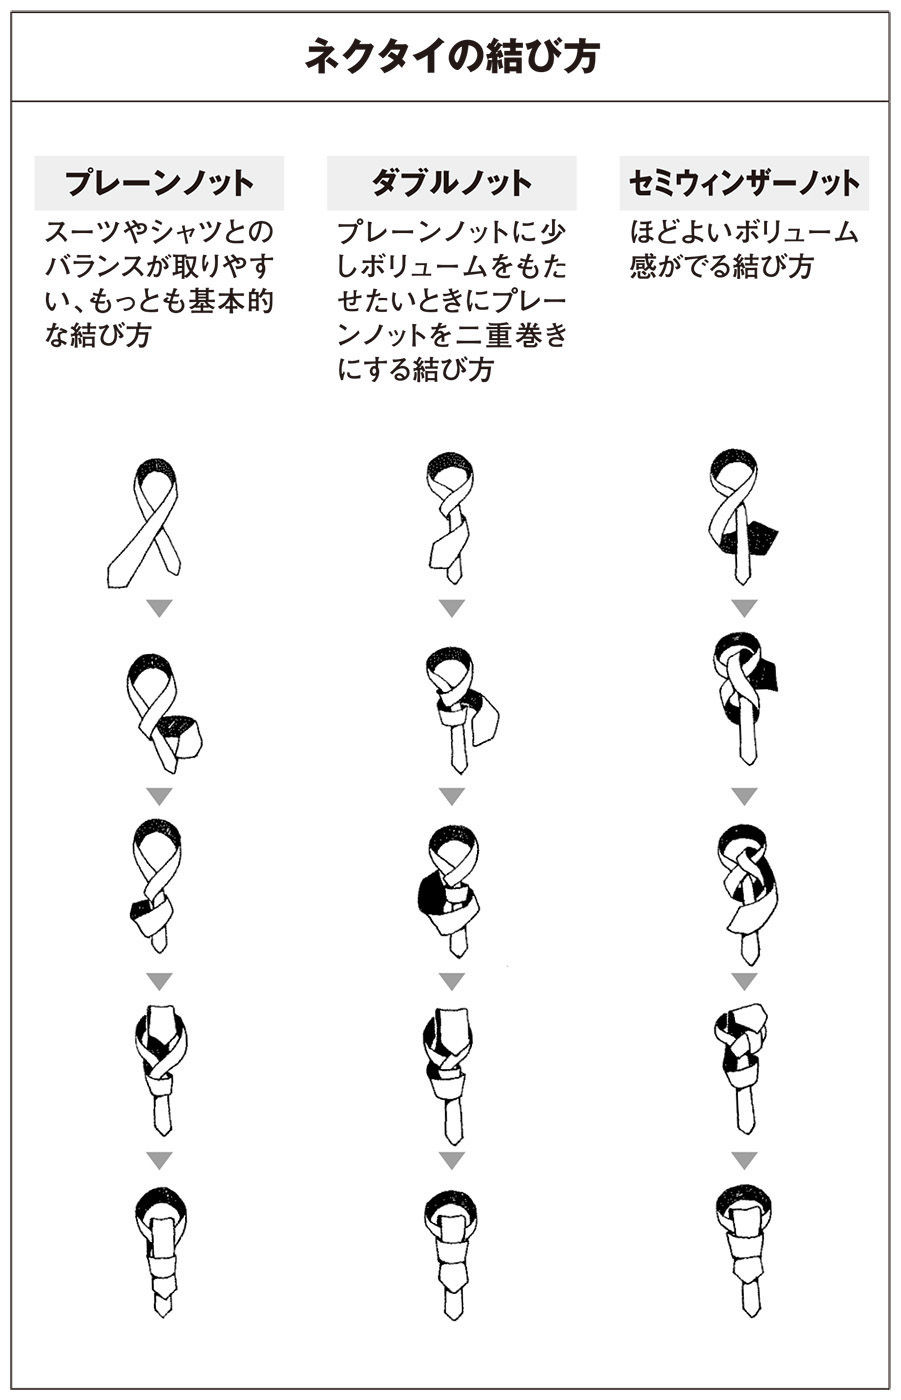 ネクタイの結び方
プレーンノット
スーツやシャツとの
バランスが取りやす
い、もっとも基本的
な結び方
ダブルノット
プレーンノットに少
しボリュームをもた
せたいときにプレー
ンノットを二重巻き
にする結び方
セミウィンザーノット
ほどよいボリューム
感がでる結び方